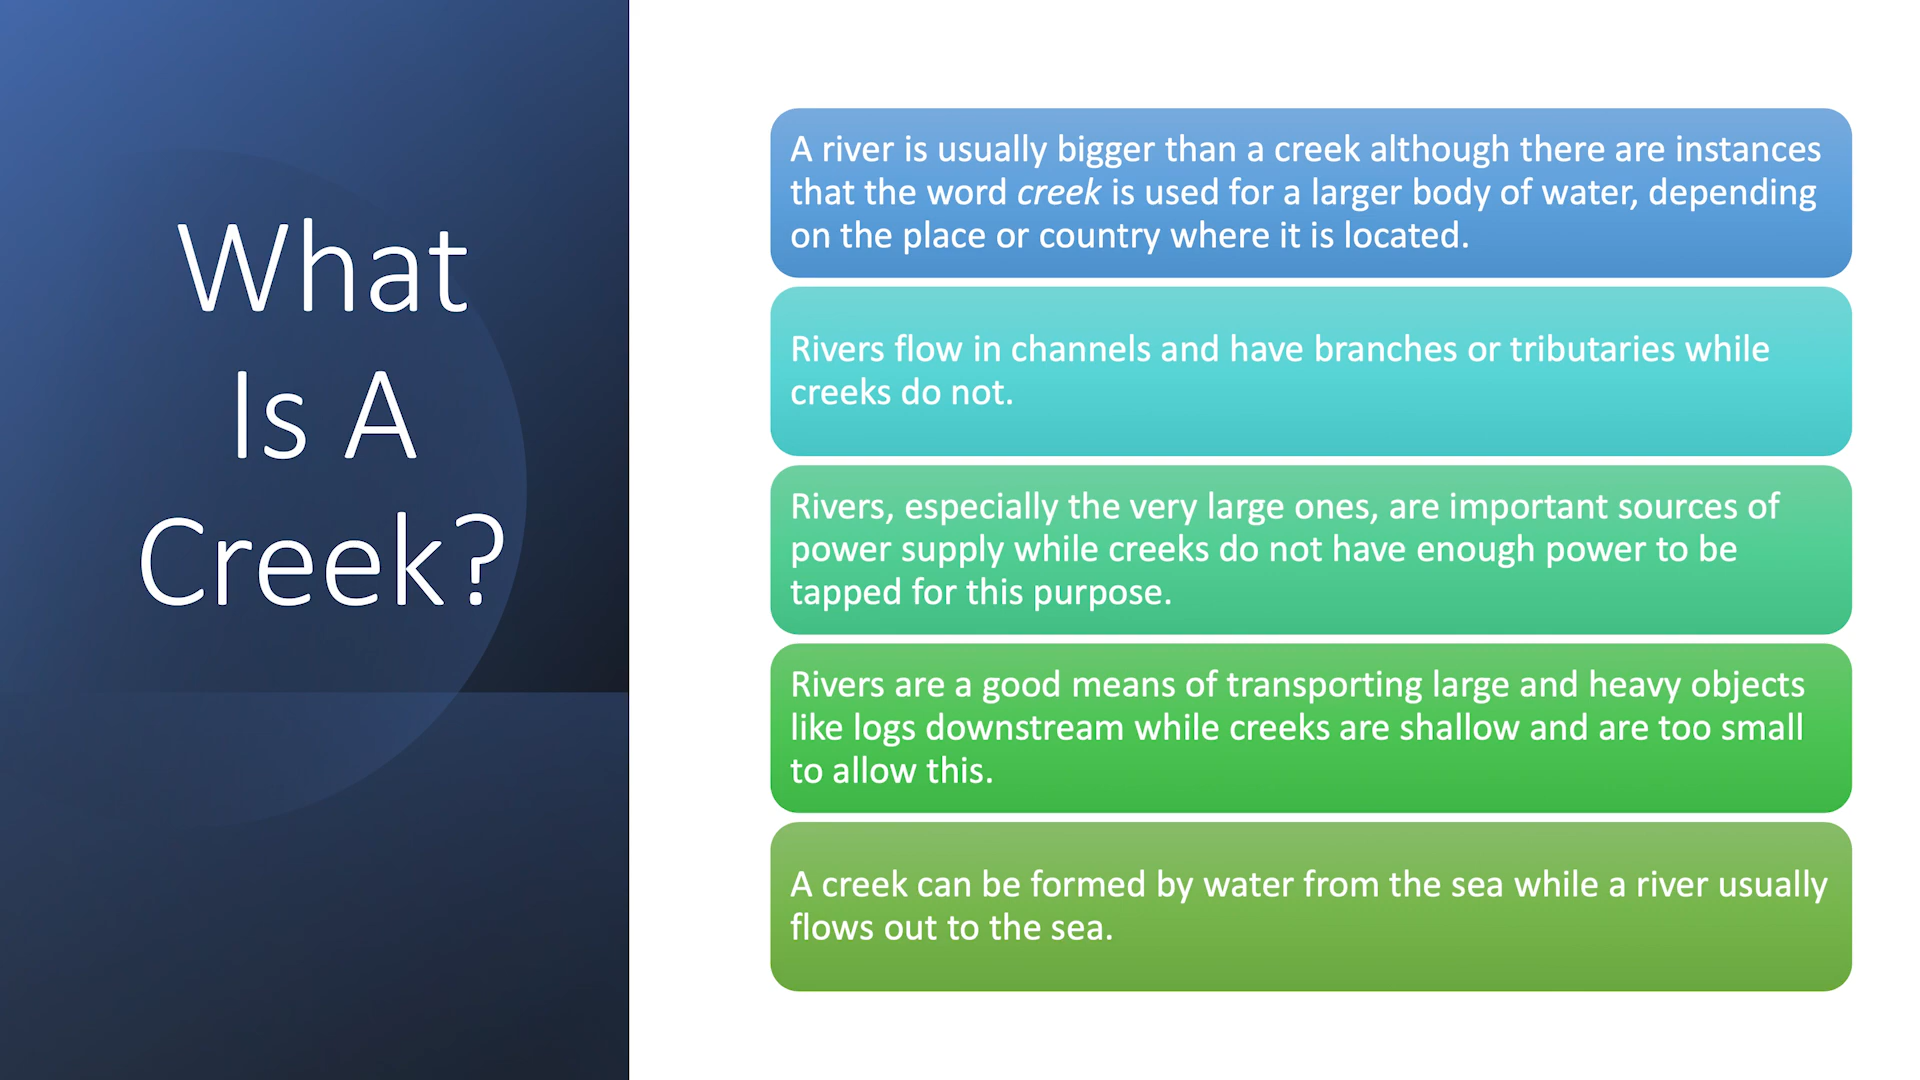 What
Is A
Creek?
A river is usually bigger than a creek although there are instances
that the word creek is used for a larger body of water, depending
on the place or country where it is located.
Rivers flow in channels and have branches or tributaries while
creeks do not.
Rivers, especially the very large ones, are important sources of
power supply while creeks do not have enough power to be
tapped for this purpose.
Rivers are a good means of transporting large and heavy objects
like logs downstream while creeks are shallow and are too small
to allow this.
A creek can be formed by water from the sea while a river usually
flows out to the sea.